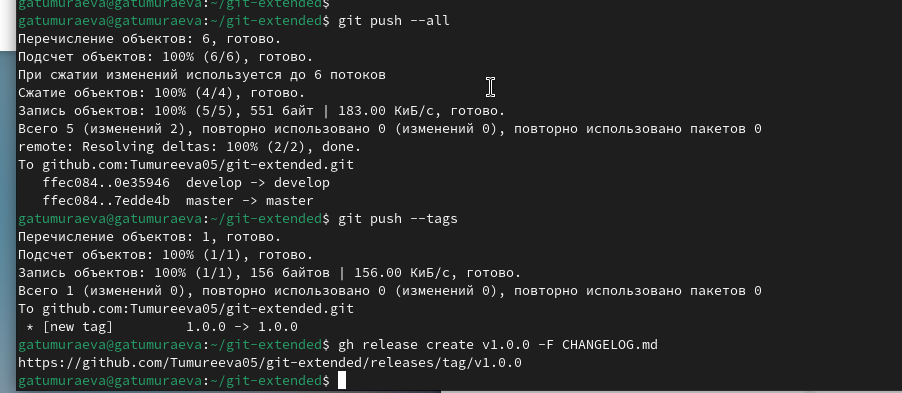 gatumuraeva@gatumuraeva:~/git-extended$
gatumuraeva@gatumuraeva:~/git-extended$ git push --all
Перечисление объектов: 6, готово.
Подсчет объектов: 100% (6/6), готово.
При сжатии изменений используется до 6 потоков
Сжатие объектов: 100% (4/4), готово.
Запись объектов: 100% (5/5), 551 байт | 183.00 КиБ/с, готово.
Всего 5 (изменений 2), повторно использовано 0 (изменений 0), повторно использовано пакетов 0
remote: Resolving deltas: 100% (2/2), done.
To github.com:Tumureeva05/git-extended.git
   ffec084..0e35946  develop -> develop
   ffec084..7edde4b  master -> master
gatumuraeva@gatumuraeva:~/git-extended$ git push --tags
Перечисление объектов: 1, готово.
Подсчет объектов: 100% (1/1), готово.
Запись объектов: 100% (1/1), 156 байтов | 156.00 КиБ/с, готово.
Всего 1 (изменений 0), повторно использовано 0 (изменений 0), повторно использовано пакетов 0
To github.com:Tumureeva05/git-extended.git
 * [new tag]         1.0.0 -> 1.0.0
gatumuraeva@gatumuraeva:~/git-extended$ gh release create v1.0.0 -F CHANGELOG.md
https://github.com/Tumureeva05/git-extended/releases/tag/v1.0.0
gatumuraeva@gatumuraeva:~/git-extended$